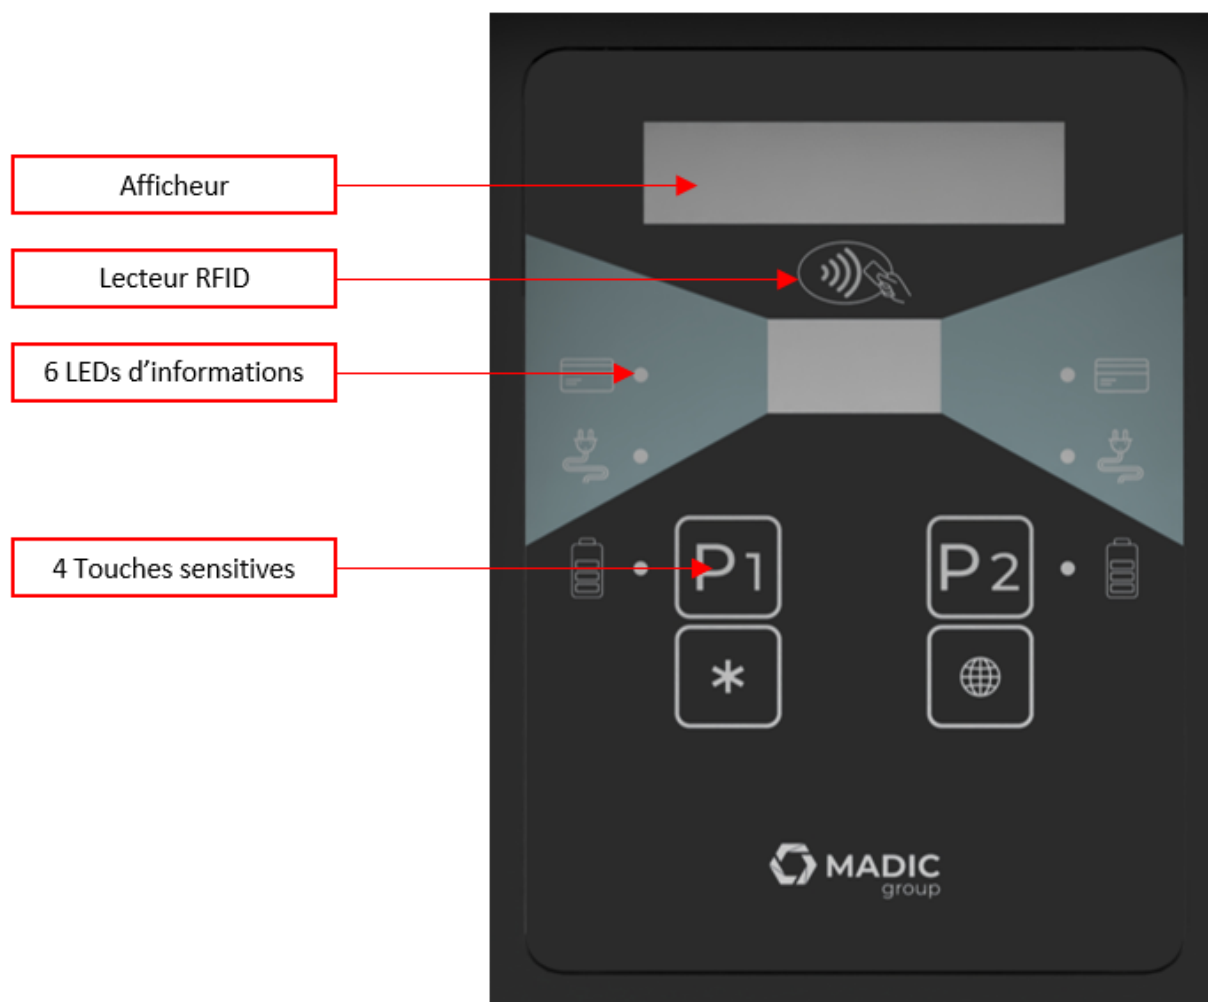 Afficheur
Lecteur RFID
6 LEDs d'informations
4 Touches sensitives
P1
P2
*
MADIC
group